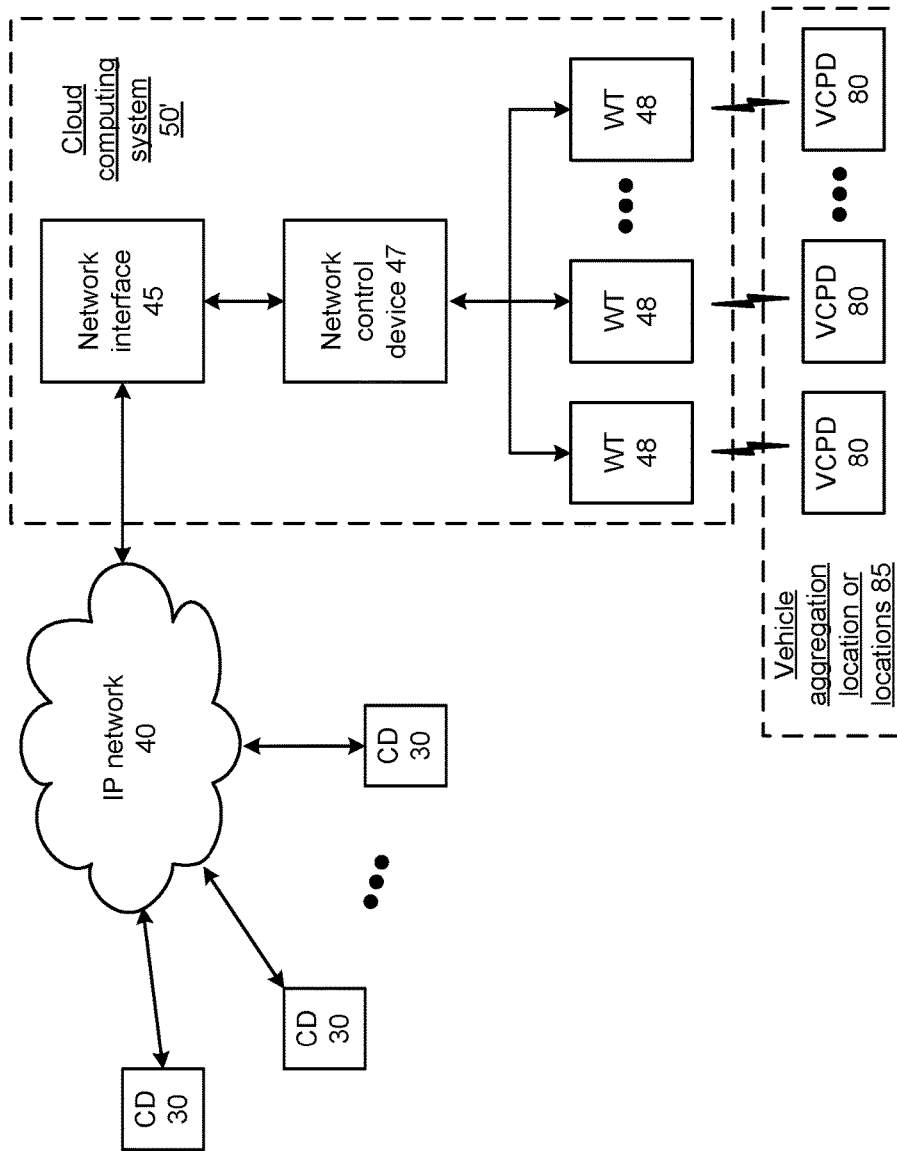 CD
30
CD
30
CD
30
IP network
40
Network
interface
45
Cloud
computing
system
50'
Network
control
device 47
WT
48
WT
48
WT
48
Vehicle
aggregation
location or
locations 85
VCPD
80
VCPD
80
VCPD
80